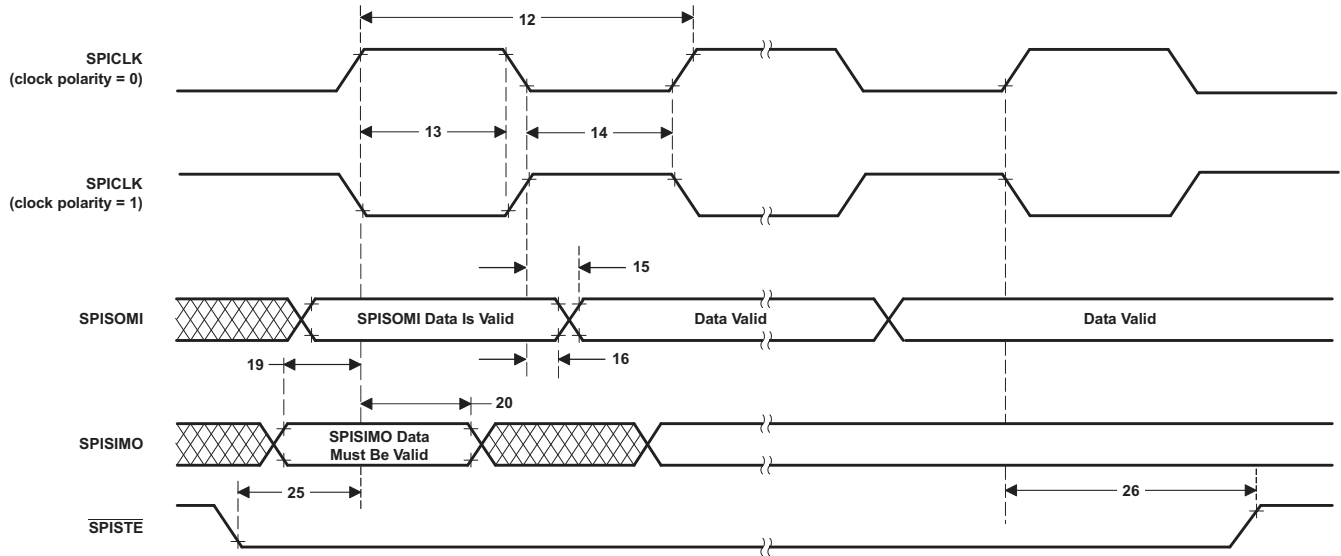 12
SPICLK
(clock polarity = 0)
13
14
SPICLK
(clock polarity = 1)
15
SPISOMI
SPISOMI Data Is Valid
Data Valid
Data Valid
19
16
20
SPISIMO
SPISIMO Data
Must Be Valid
25
26
SPISTE